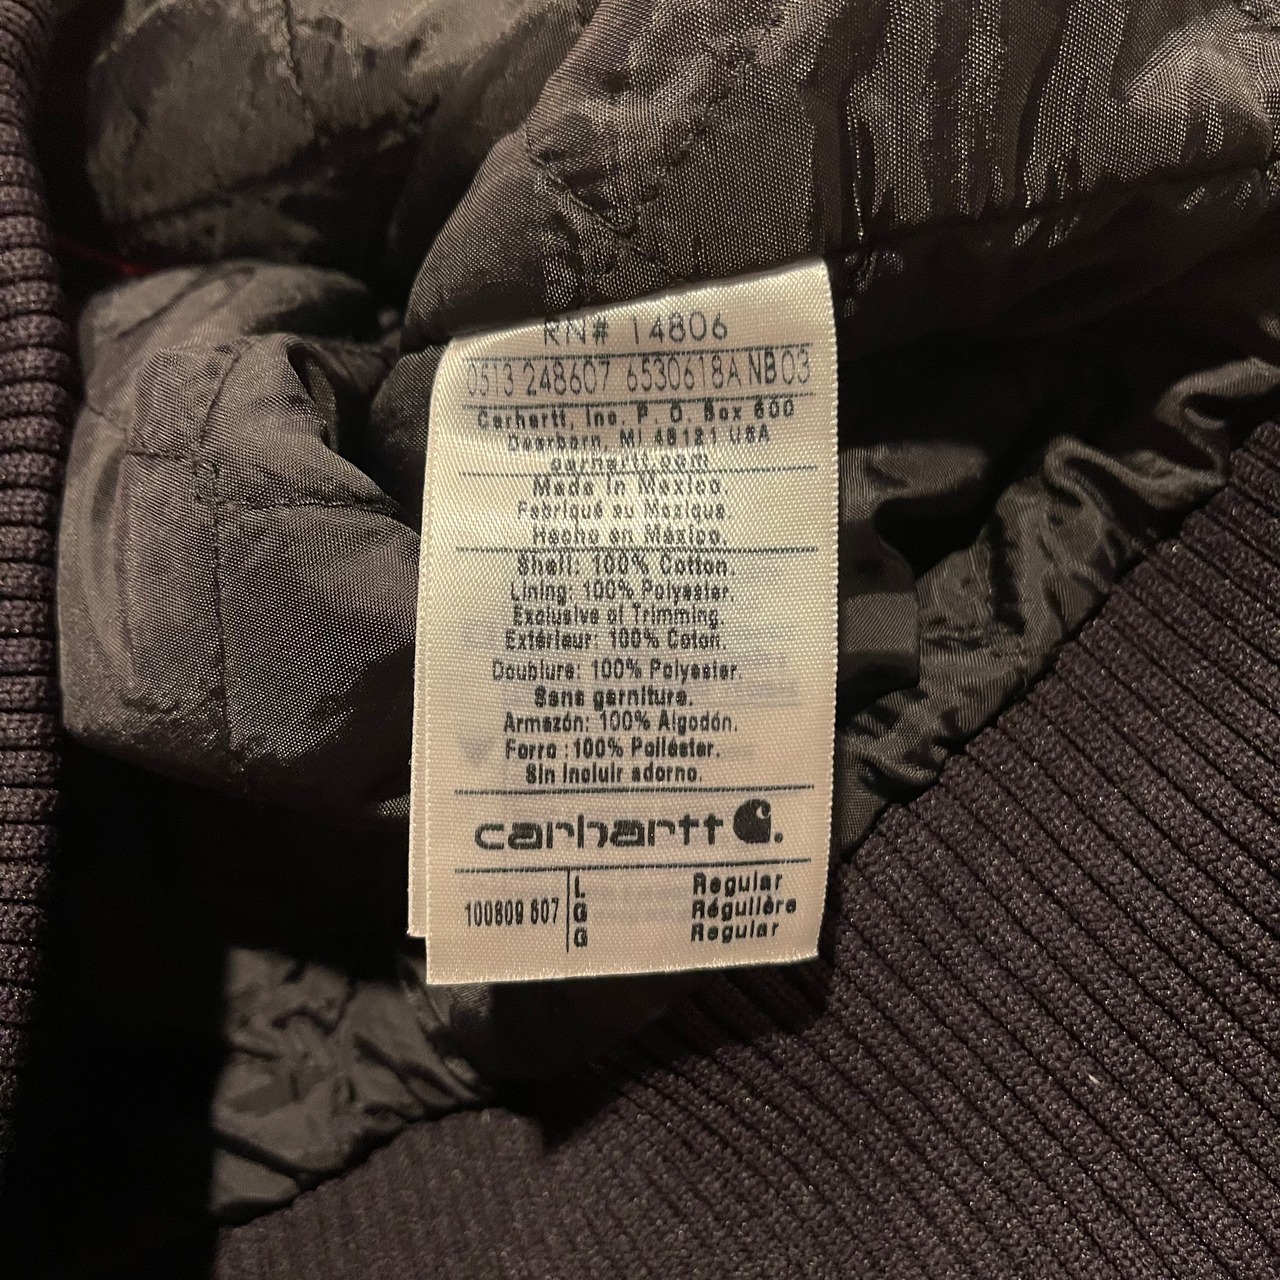 RN# 14806
0513 248607 6530618A NB03
Carhartt, Inc. P. O. Box 600
Dearborn, MI 48121 USA
carhartt.com
Made in Mexico.
Fabriqué au Mexique.
Hecho en México.
Shell: 100% Cotton.
Lining: 100% Polyester.
Exclusive of Trimming.
Extérieur: 100% Coton.
Doublure: 100% Polyester.
Sans garniture.
Armazón: 100% Algodón.
Forro : 100% Poliéster.
Sin incluir adorno.
carhartt
100809 607
L Regular
G Régulière
G Regular